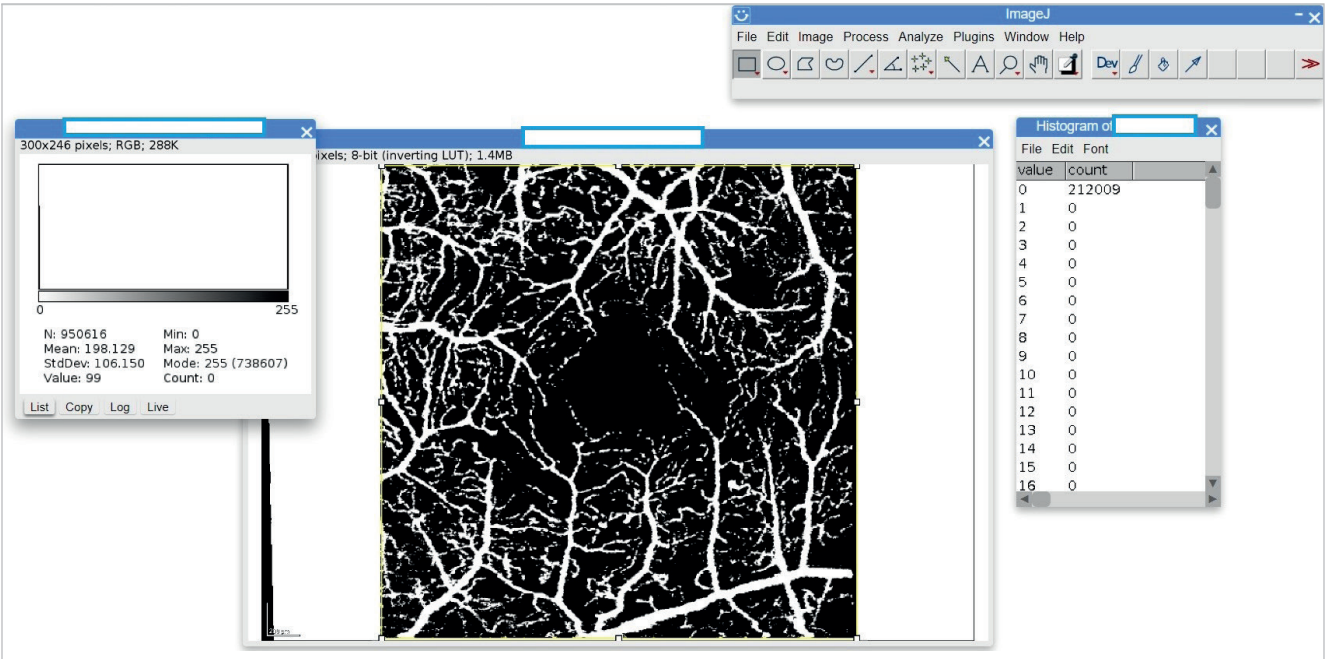 ImageJ
File Edit Image Process Analyze Plugins Window Help
Dev
300x246 pixels; RGB; 288K
0 255
N: 950616 Min: 0
Mean: 198.129 Max: 255
StdDev: 106.150 Mode: 255 (738607)
Value: 99 Count: 0
List Copy Log Live
ixels; 8-bit (inverting LUT); 1.4MB
Histogram of
File Edit Font
value count
0 212009
1 0
2 0
3 0
4 0
5 0
6 0
7 0
8 0
9 0
10 0
11 0
12 0
13 0
14 0
15 0
16 0